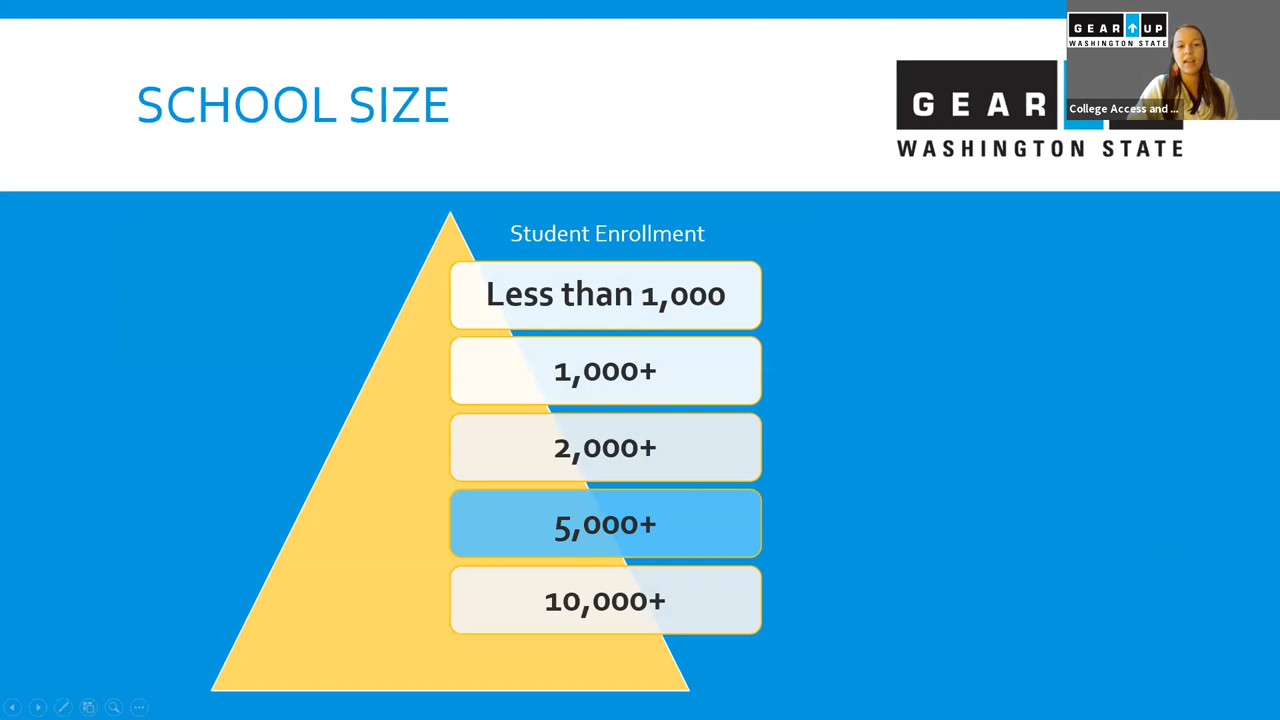 SCHOOL SIZE
GEAR
WASHINGTON STATE
GEAR UP
WASHINGTON STATE
College Access and ...
Student Enrollment
Less than 1,000
1,000+
2,000+
5,000+
10,000+